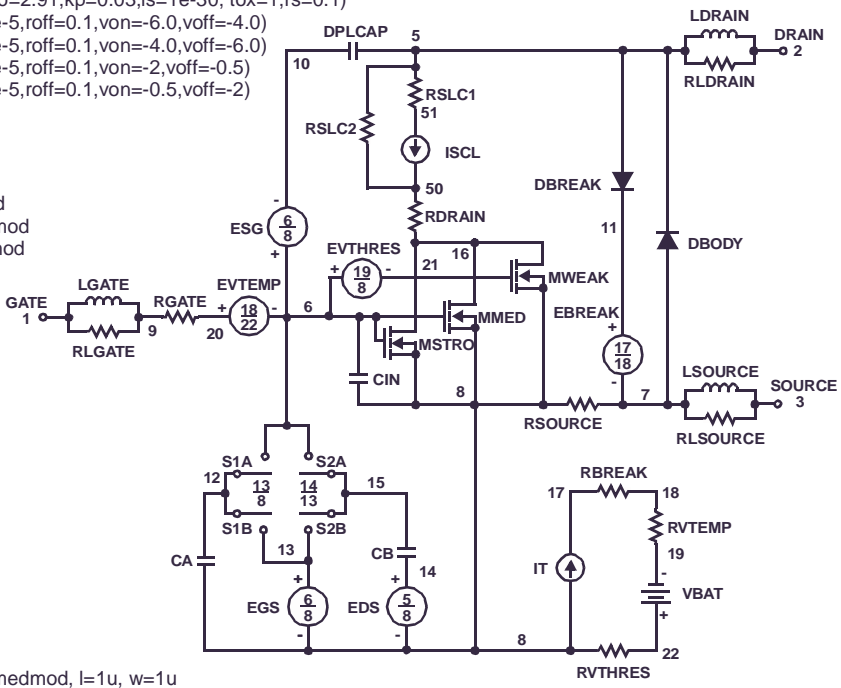 o=2.91,kp=0.03,is=1e-30, tox=1,rs=0.1)
e-5,roff=0.1,von=-6.0,voff=-4.0)
e-5,roff=0.1,von=-4.0,voff=-6.0)
e-5,roff=0.1,von=-2,voff=-0.5)
e-5,roff=0.1,von=-0.5,voff=-2)
d
mod
mod
DPLCAP
5
10
LDRAIN
DRAIN
2
RLDRAIN
RSLC1
51
RSLC2
ISCL
50
RDRAIN
DBREAK
11
DBODY
ESG
-
6
8
+
EVTHRES
+
19
8
-
21
16
MWEAK
GATE
1
LGATE
RLGATE
9
RGATE
20
EVTEMP
+
18
22
-
6
MMED
MSTRO
CIN
EBREAK
+
17
18
-
8
RSOURCE
7
LSOURCE
SOURCE
3
RLSOURCE
S1A
S2A
12
13
8
14
13
15
S1B
S2B
13
CA
CB
14
EGS
+
6
8
-
EDS
+
5
8
-
8
17
RBREAK
18
RVTEMP
19
IT
-
VBAT
+
22
RVTHRES
medmod, l=1u, w=1u